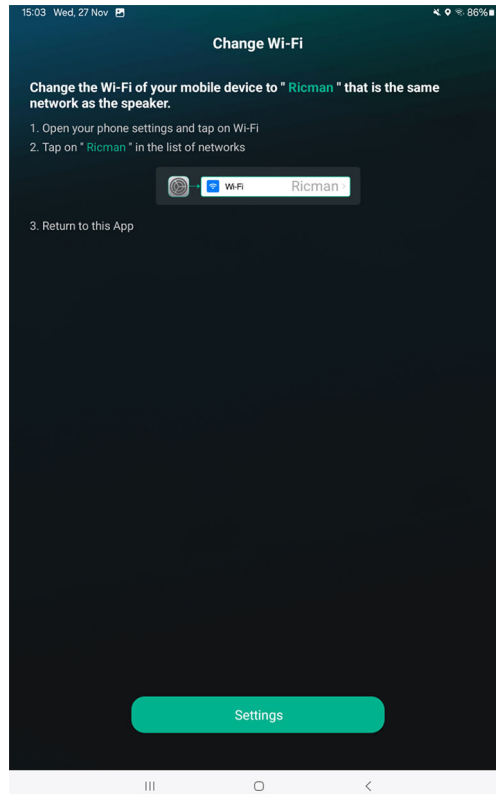 15:03 Wed, 27 Nov
86%
Change Wi-Fi
Change the Wi-Fi of your mobile device to " Ricman " that is the same
network as the speaker.
1. Open your phone settings and tap on Wi-Fi
2. Tap on " Ricman " in the list of networks
Wi-Fi Ricman
3. Return to this App
Settings